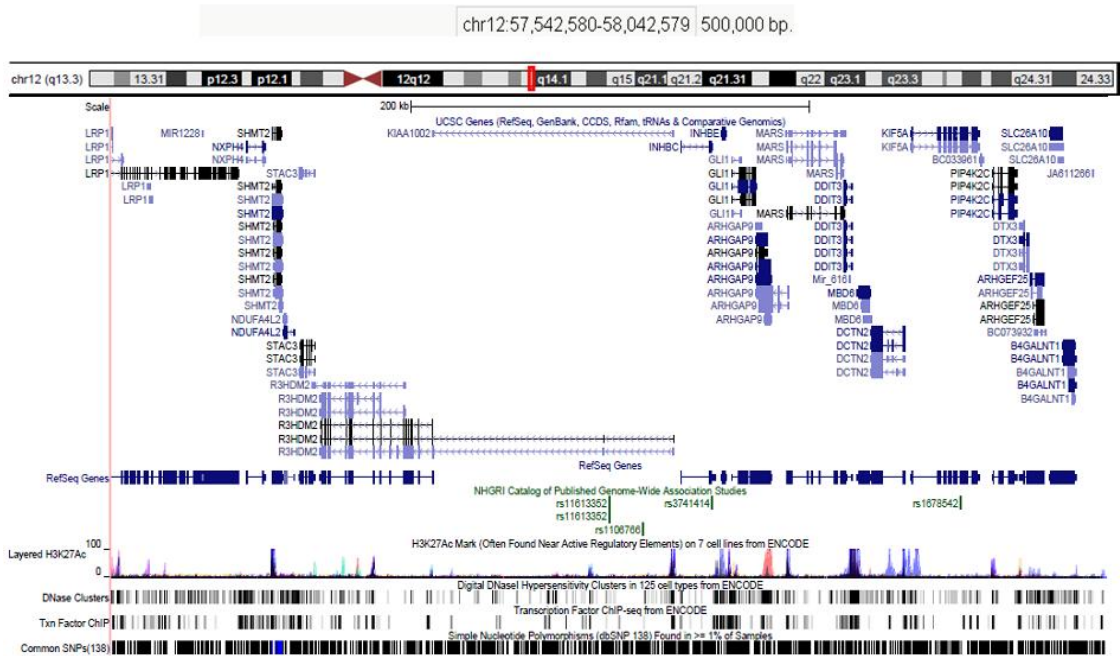 chr12:57,542,580-58,042,579 500,000 bp.
chr12 (q13.3) 13.31 p12.3 p12.1 12q12 q14.1 q15 q21.1 q21.2 q21.31 q22 q23.1 q23.3 q24.31 24.33
Scale 200 kb
UCSC Genes (RefSeq, GenBank, CCDS, Rfam, tRNAs & Comparative Genomics)
LRP1 MIR1228 SHMT2 KIAA1002 INHBE MARS KIF5A SLC26A10
LRP1 NXPH4 INHBC MARS KIF5A SLC26A10
LRP1 NXPH4 GLI1 MARS BC033961 SLC26A10
LRP1 STAC3 GLI1 MARS PIP4K2C JA611266
LRP1 SHMT2 GLI1 DDIT3 PIP4K2C
LRP1 SHMT2 GLI1 DDIT3 PIP4K2C
SHMT2 GLI1 MARS DDIT3 PIP4K2C
SHMT2 ARHGAP9 DDIT3 DTX3
SHMT2 ARHGAP9 DDIT3 DTX3
SHMT2 ARHGAP9 DDIT3 DTX3
SHMT2 ARHGAP9 DDIT3 DTX3
SHMT2 ARHGAP9 Mir_616 ARHGEF25
SHMT2 ARHGAP9 MBD6 ARHGEF25
SHMT2 ARHGAP9 MBD6 ARHGEF25
NDUFA4L2 ARHGAP9 MBD6 ARHGEF25
NDUFA4L2 DCTN2 BC073932
STAC3 DCTN2 B4GALNT1
STAC3 DCTN2 B4GALNT1
STAC3 DCTN2 B4GALNT1
R3HDM2 B4GALNT1
R3HDM2 B4GALNT1
R3HDM2
R3HDM2
R3HDM2
R3HDM2
RefSeq Genes
RefSeq Genes
NHGRI Catalog of Published Genome-Wide Association Studies
rs11613352 rs3741414 rs1678542
rs11613352
rs1106766
H3K27Ac Mark (Often Found Near Active Regulatory Elements) on 7 cell lines from ENCODE
100
Layered H3K27Ac
0
Digital DNaseI Hypersensitivity Clusters in 125 cell types from ENCODE
DNase Clusters
Transcription Factor ChIP-seq from ENCODE
Txn Factor ChIP
Simple Nucleotide Polymorphisms (dbSNP 138) Found in >= 1% of Samples
Common SNPs(138)